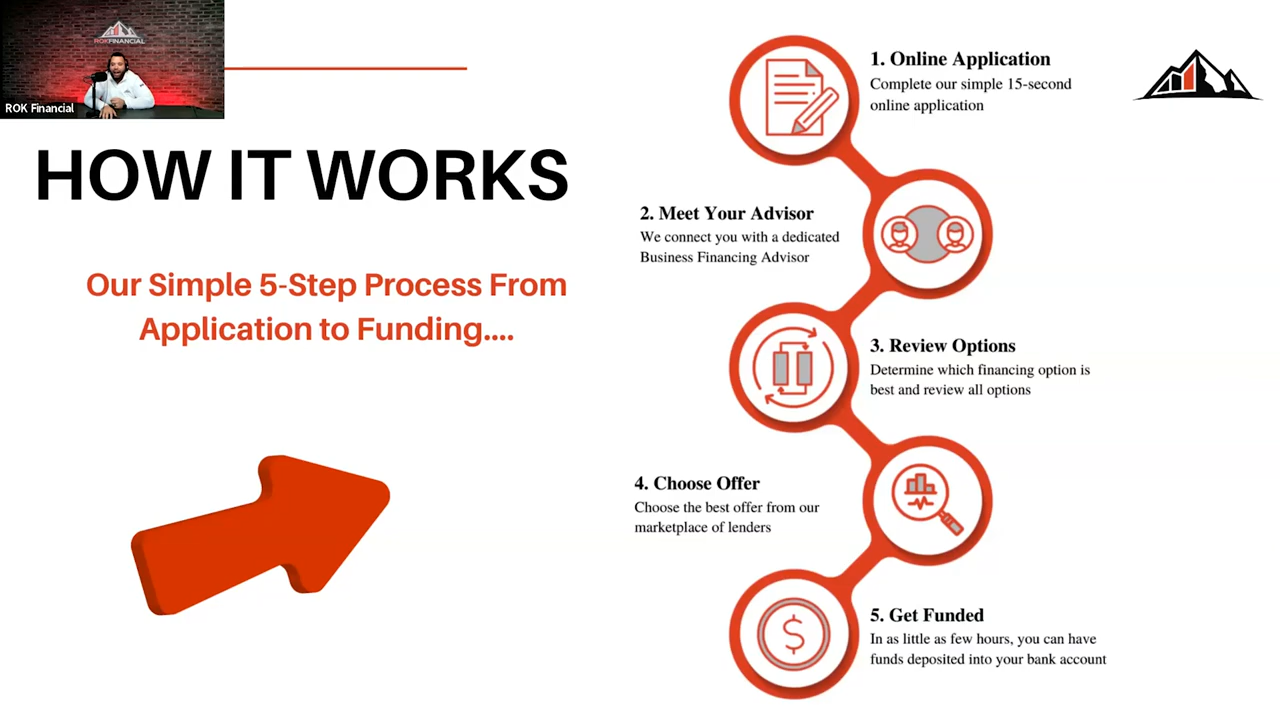 ROKFINANCIAL
ROK Financial
HOW IT WORKS
Our Simple 5-Step Process From
Application to Funding....
1. Online Application
Complete our simple 15-second
online application
2. Meet Your Advisor
We connect you with a dedicated
Business Financing Advisor
3. Review Options
Determine which financing option is
best and review all options
4. Choose Offer
Choose the best offer from our
marketplace of lenders
$
5. Get Funded
In as little as few hours, you can have
funds deposited into your bank account